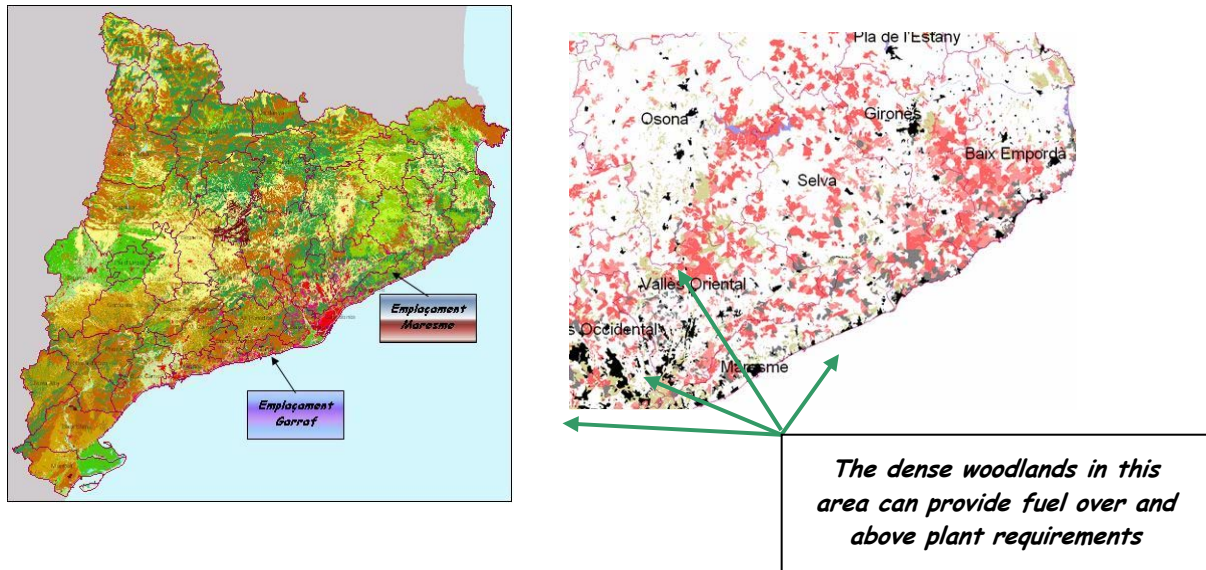 Emplaçament
Maresme
Emplaçament
Garraf
Pla de l'Estany
Osona
Girones
Baix Emporda
Selva
Valles Oriental
s Occidental
Maresme
The dense woodlands in this
area can provide fuel over and
above plant requirements